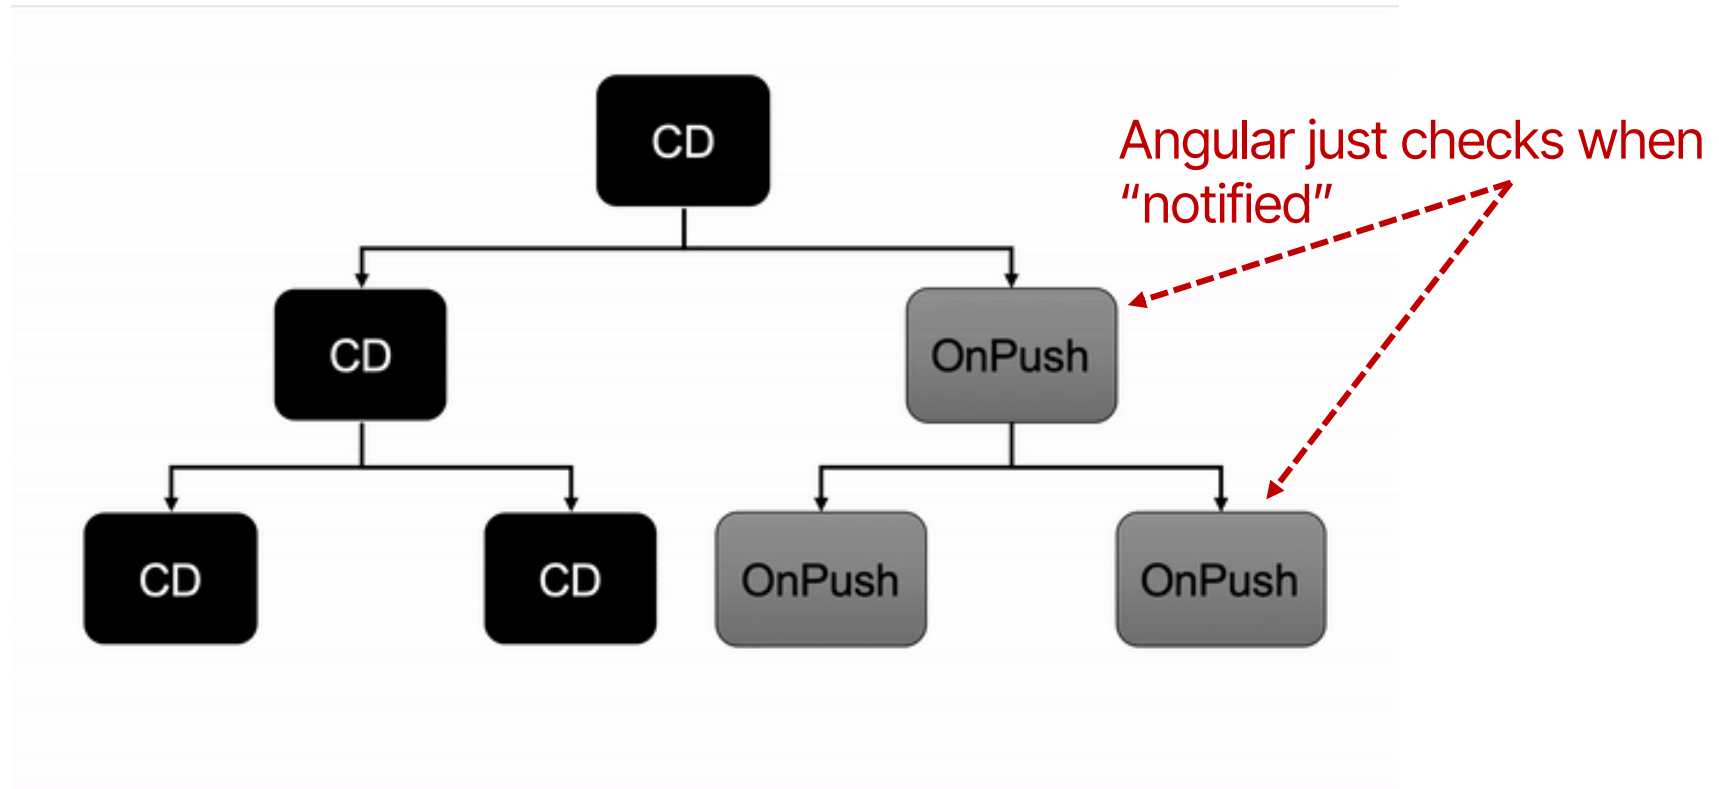 CD
Angular just checks when
“notified”
CD
OnPush
CD
CD
OnPush
OnPush